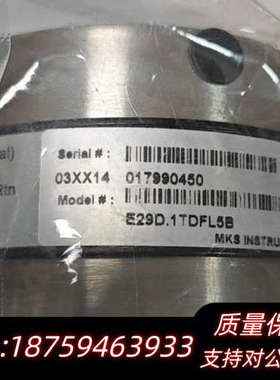 al)
Rtn
Serial # :
03XX14 017990450
Model # :
E29D.1TDFL5B
MKS INSTRU
质量保
:18759463933
支持对公